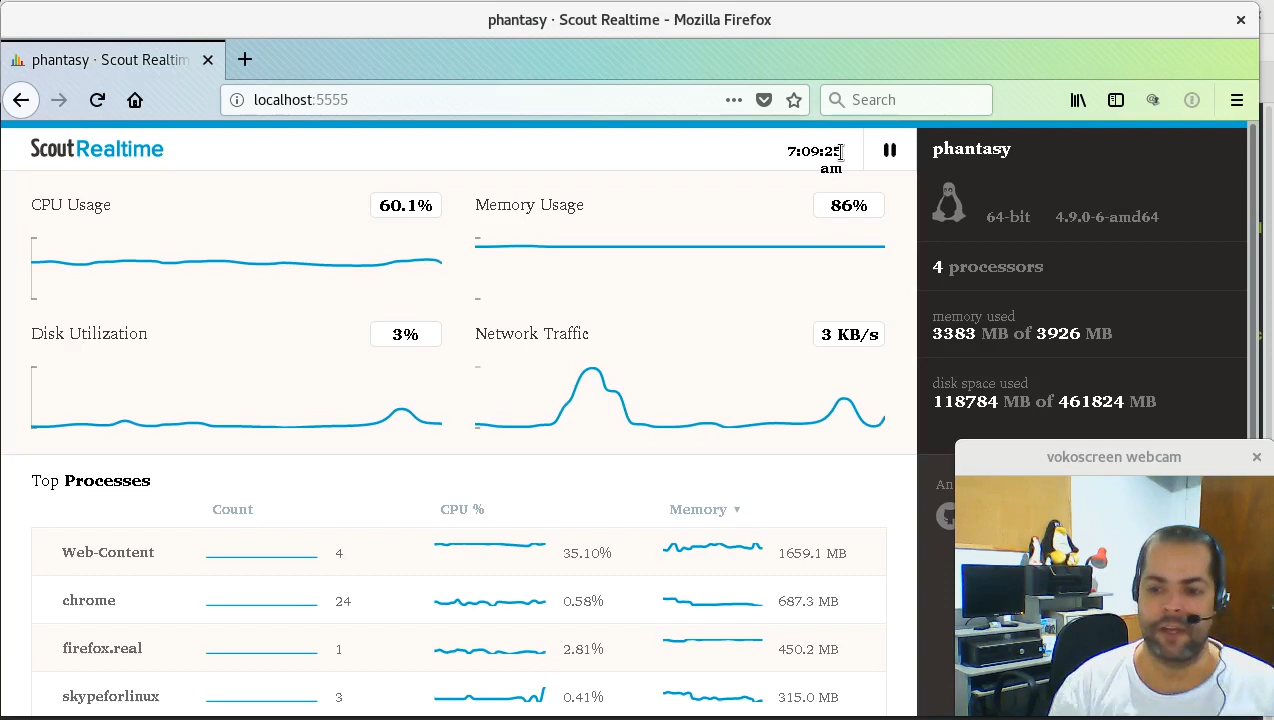 phantasy · Scout Realtime - Mozilla Firefox
phantasy · Scout Realtim
localhost:5555
Search
ScoutRealtime
7:09:25
am
CPU Usage
60.1%
Memory Usage
86%
Disk Utilization
3%
Network Traffic
3 KB/s
Top Processes
Count
CPU %
Memory ▼
Web-Content
4
35.10%
1659.1 MB
chrome
24
0.58%
687.3 MB
firefox.real
1
2.81%
450.2 MB
skypeforlinux
3
0.41%
315.0 MB
phantasy
64-bit
4.9.0-6-amd64
4 processors
memory used
3383 MB of 3926 MB
disk space used
118784 MB of 461824 MB
An
vokoscreen webcam